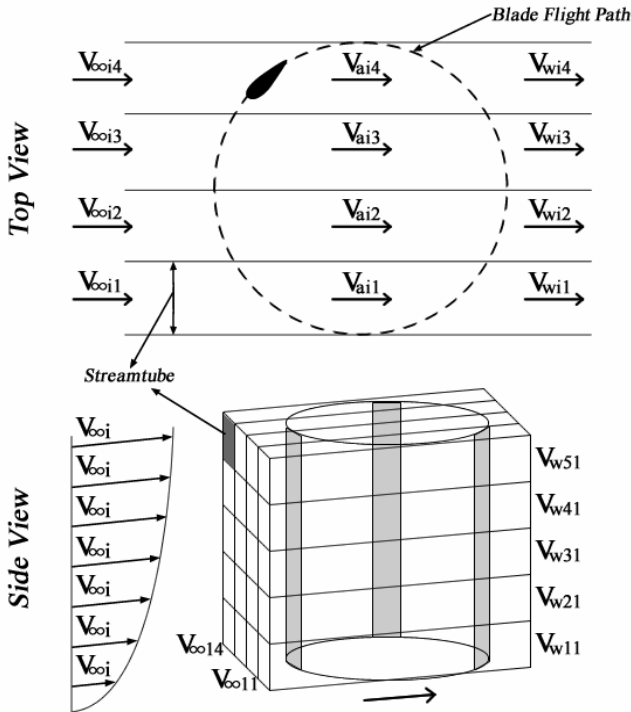 Blade Flight Path
Top View
V∞i4
Vai4
Vwi4
V∞i3
Vai3
Vwi3
V∞i2
Vai2
Vwi2
V∞i1
Vai1
Vwi1
Streamtube
Side View
V∞i
V∞i
V∞i
V∞i
V∞i
V∞i
V∞i
Vw51
Vw41
Vw31
Vw21
Vw11
V∞14
V∞11